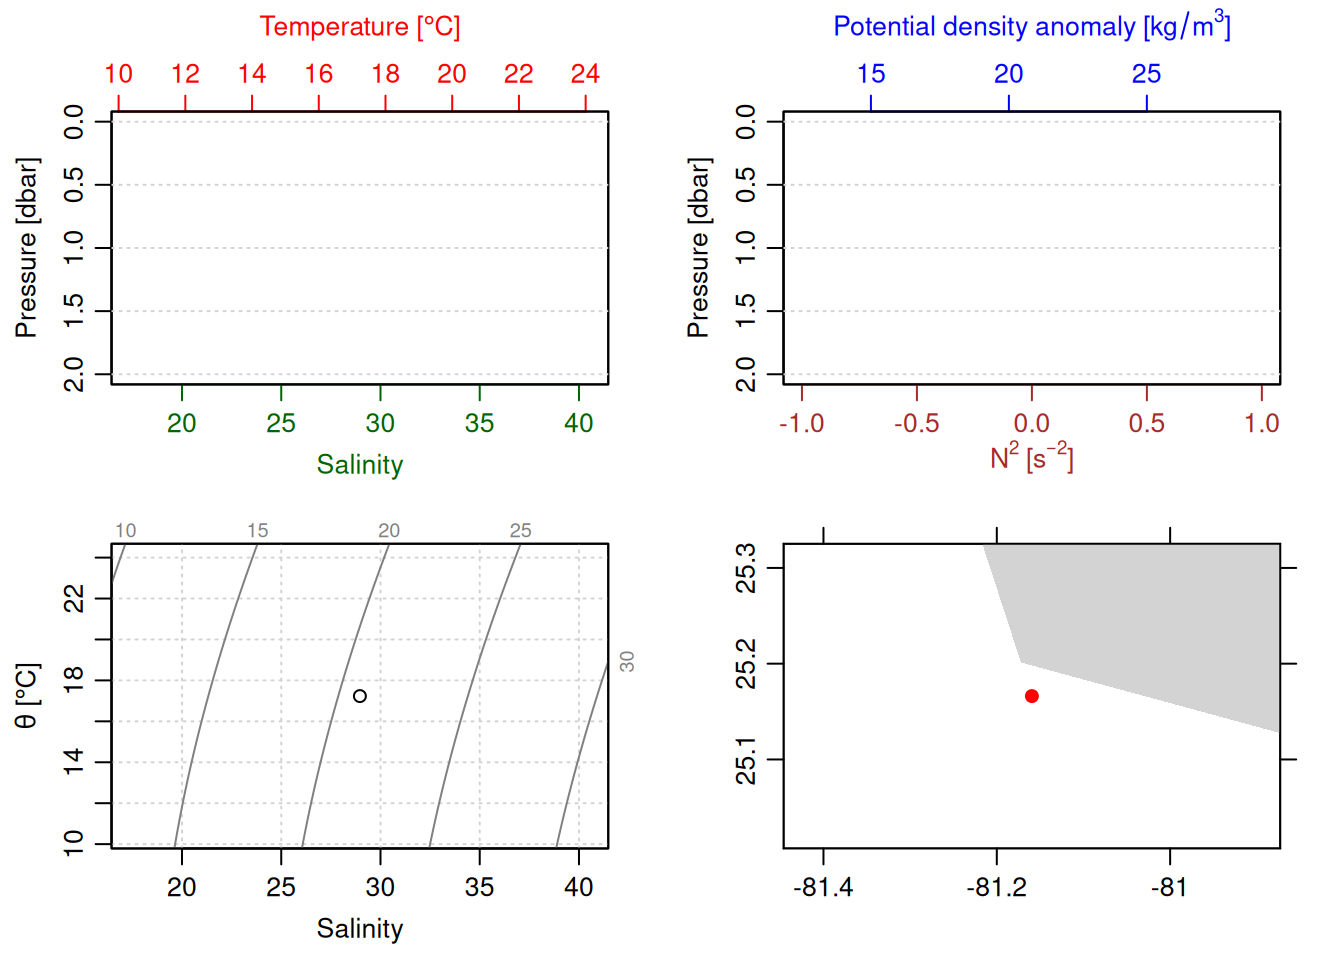 Temperature [°C]
10 12 14 16 18 20 22 24
Pressure [dbar]
0.0
0.5
1.0
1.5
2.0
20 25 30 35 40
Salinity
Potential density anomaly [kg/m³]
15 20 25
Pressure [dbar]
0.0
0.5
1.0
1.5
2.0
-1.0 -0.5 0.0 0.5 1.0
N² [s⁻²]
10 15 20 25
30
θ [°C]
22
18
14
10
20 25 30 35 40
Salinity
25.3
25.2
25.1
-81.4 -81.2 -81